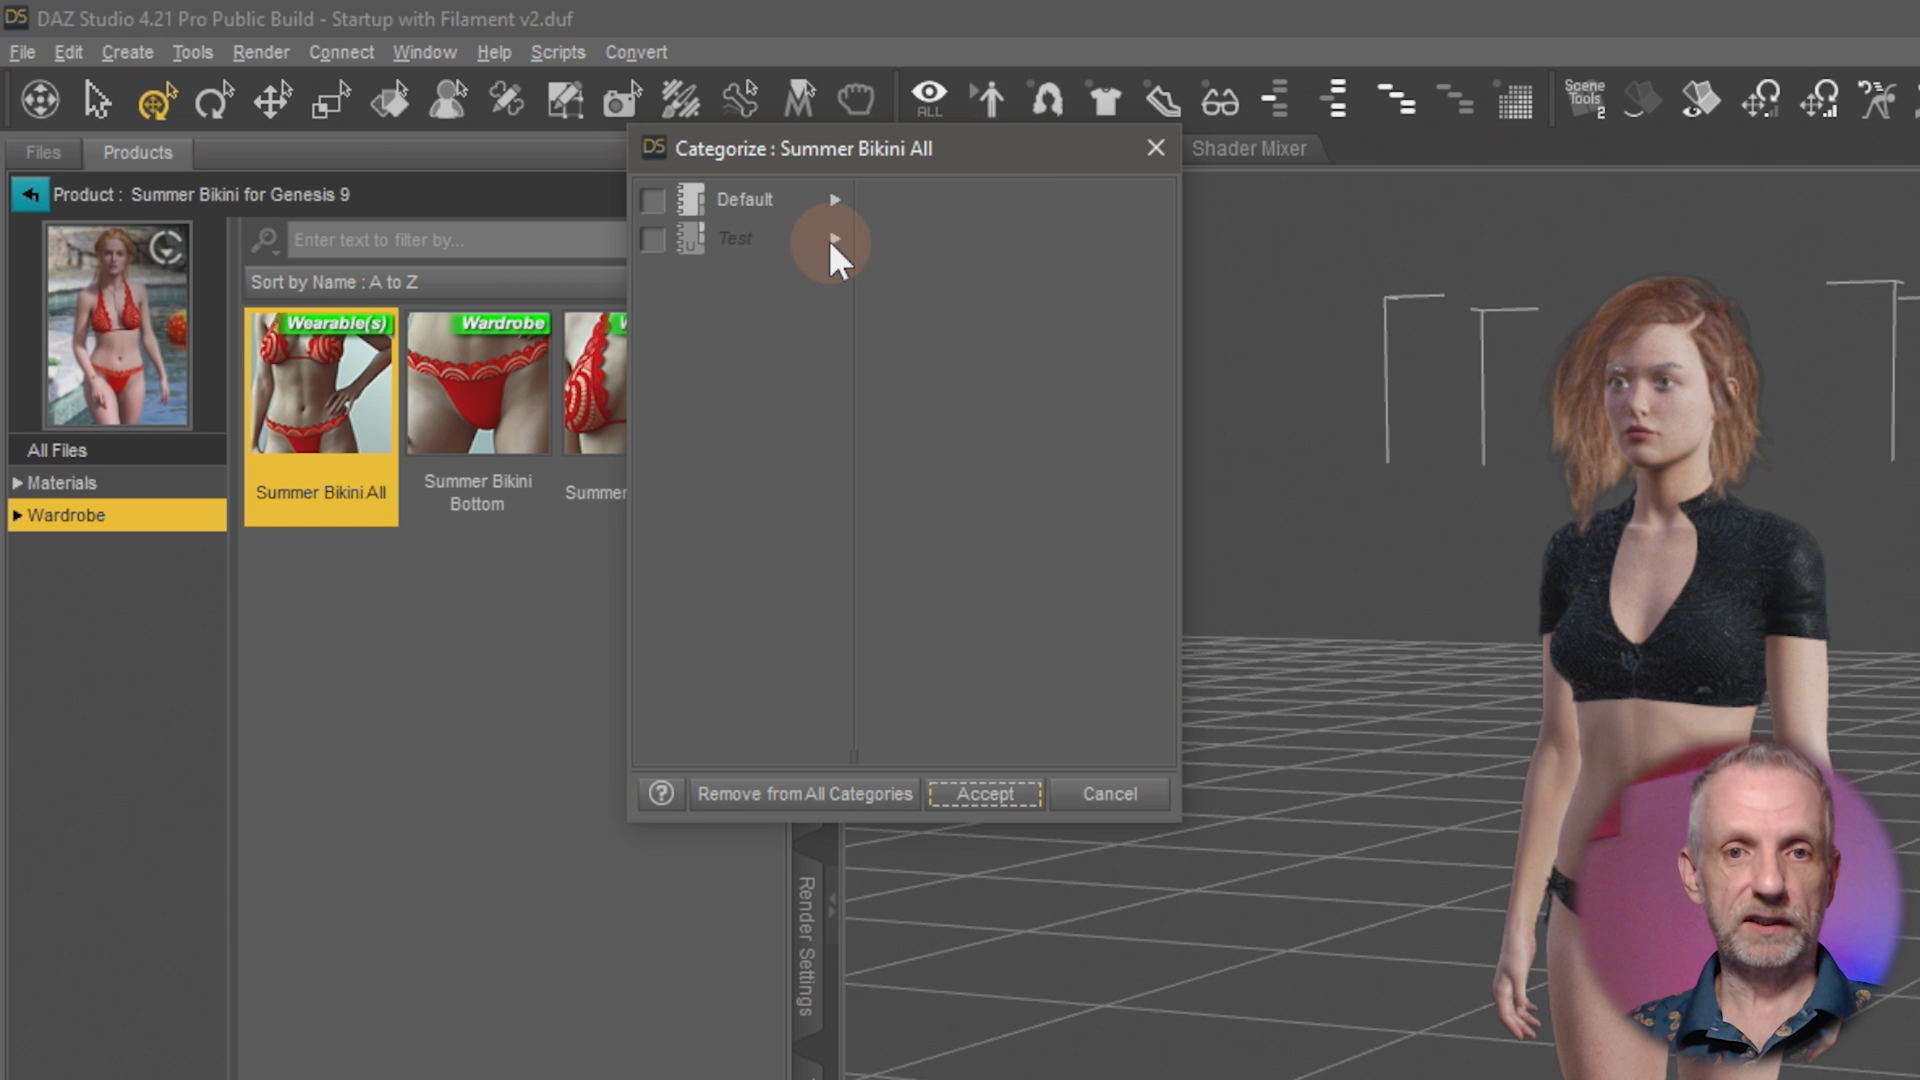 DS DAZ Studio 4.21 Pro Public Build - Startup with Filament v2.duf
File Edit Create Tools Render Connect Window Help Scripts Convert
ALL
Scene
Tools
2
Files Products
DS Categorize : Summer Bikini All
Shader Mixer
Product : Summer Bikini for Genesis 9
Default
Test
U
Enter text to filter by...
Sort by Name : A to Z
Wearable(s)
Wardrobe
Summer Bikini All
Summer Bikini
Bottom
Summer
All Files
Materials
Wardrobe
? Remove from All Categories Accept Cancel
Render Settings